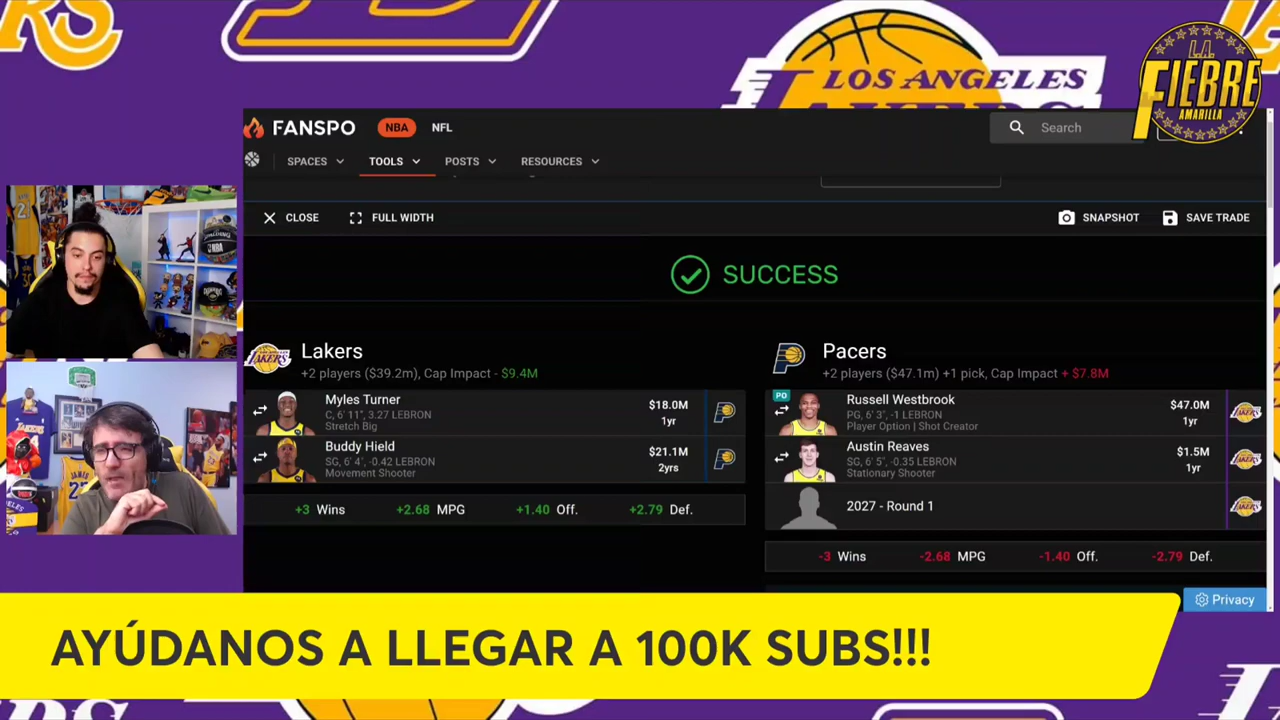 LOS ANGELES
L.A.
FIEBRE
AMARILLA
FANSPO
NBA
NFL
Search
SPACES
TOOLS
POSTS
RESOURCES
CLOSE
FULL WIDTH
SNAPSHOT
SAVE TRADE
SUCCESS
Lakers
+2 players ($39.2m), Cap Impact - $9.4M
Myles Turner
C, 6' 11", 3.27 LEBRON
Stretch Big
$18.0M
1yr
Buddy Hield
SG, 6' 4", -0.42 LEBRON
Movement Shooter
$21.1M
2yrs
+3 Wins +2.68 MPG +1.40 Off. +2.79 Def.
Pacers
+2 players ($47.1m) +1 pick, Cap Impact + $7.8M
PO
Russell Westbrook
PG, 6' 3", -1 LEBRON
Player Option | Shot Creator
$47.0M
1yr
Austin Reaves
SG, 6' 5", -0.35 LEBRON
Stationary Shooter
$1.5M
1yr
2027 - Round 1
-3 Wins -2.68 MPG -1.40 Off. -2.79 Def.
Privacy
AYÚDANOS A LLEGAR A 100K SUBS!!!